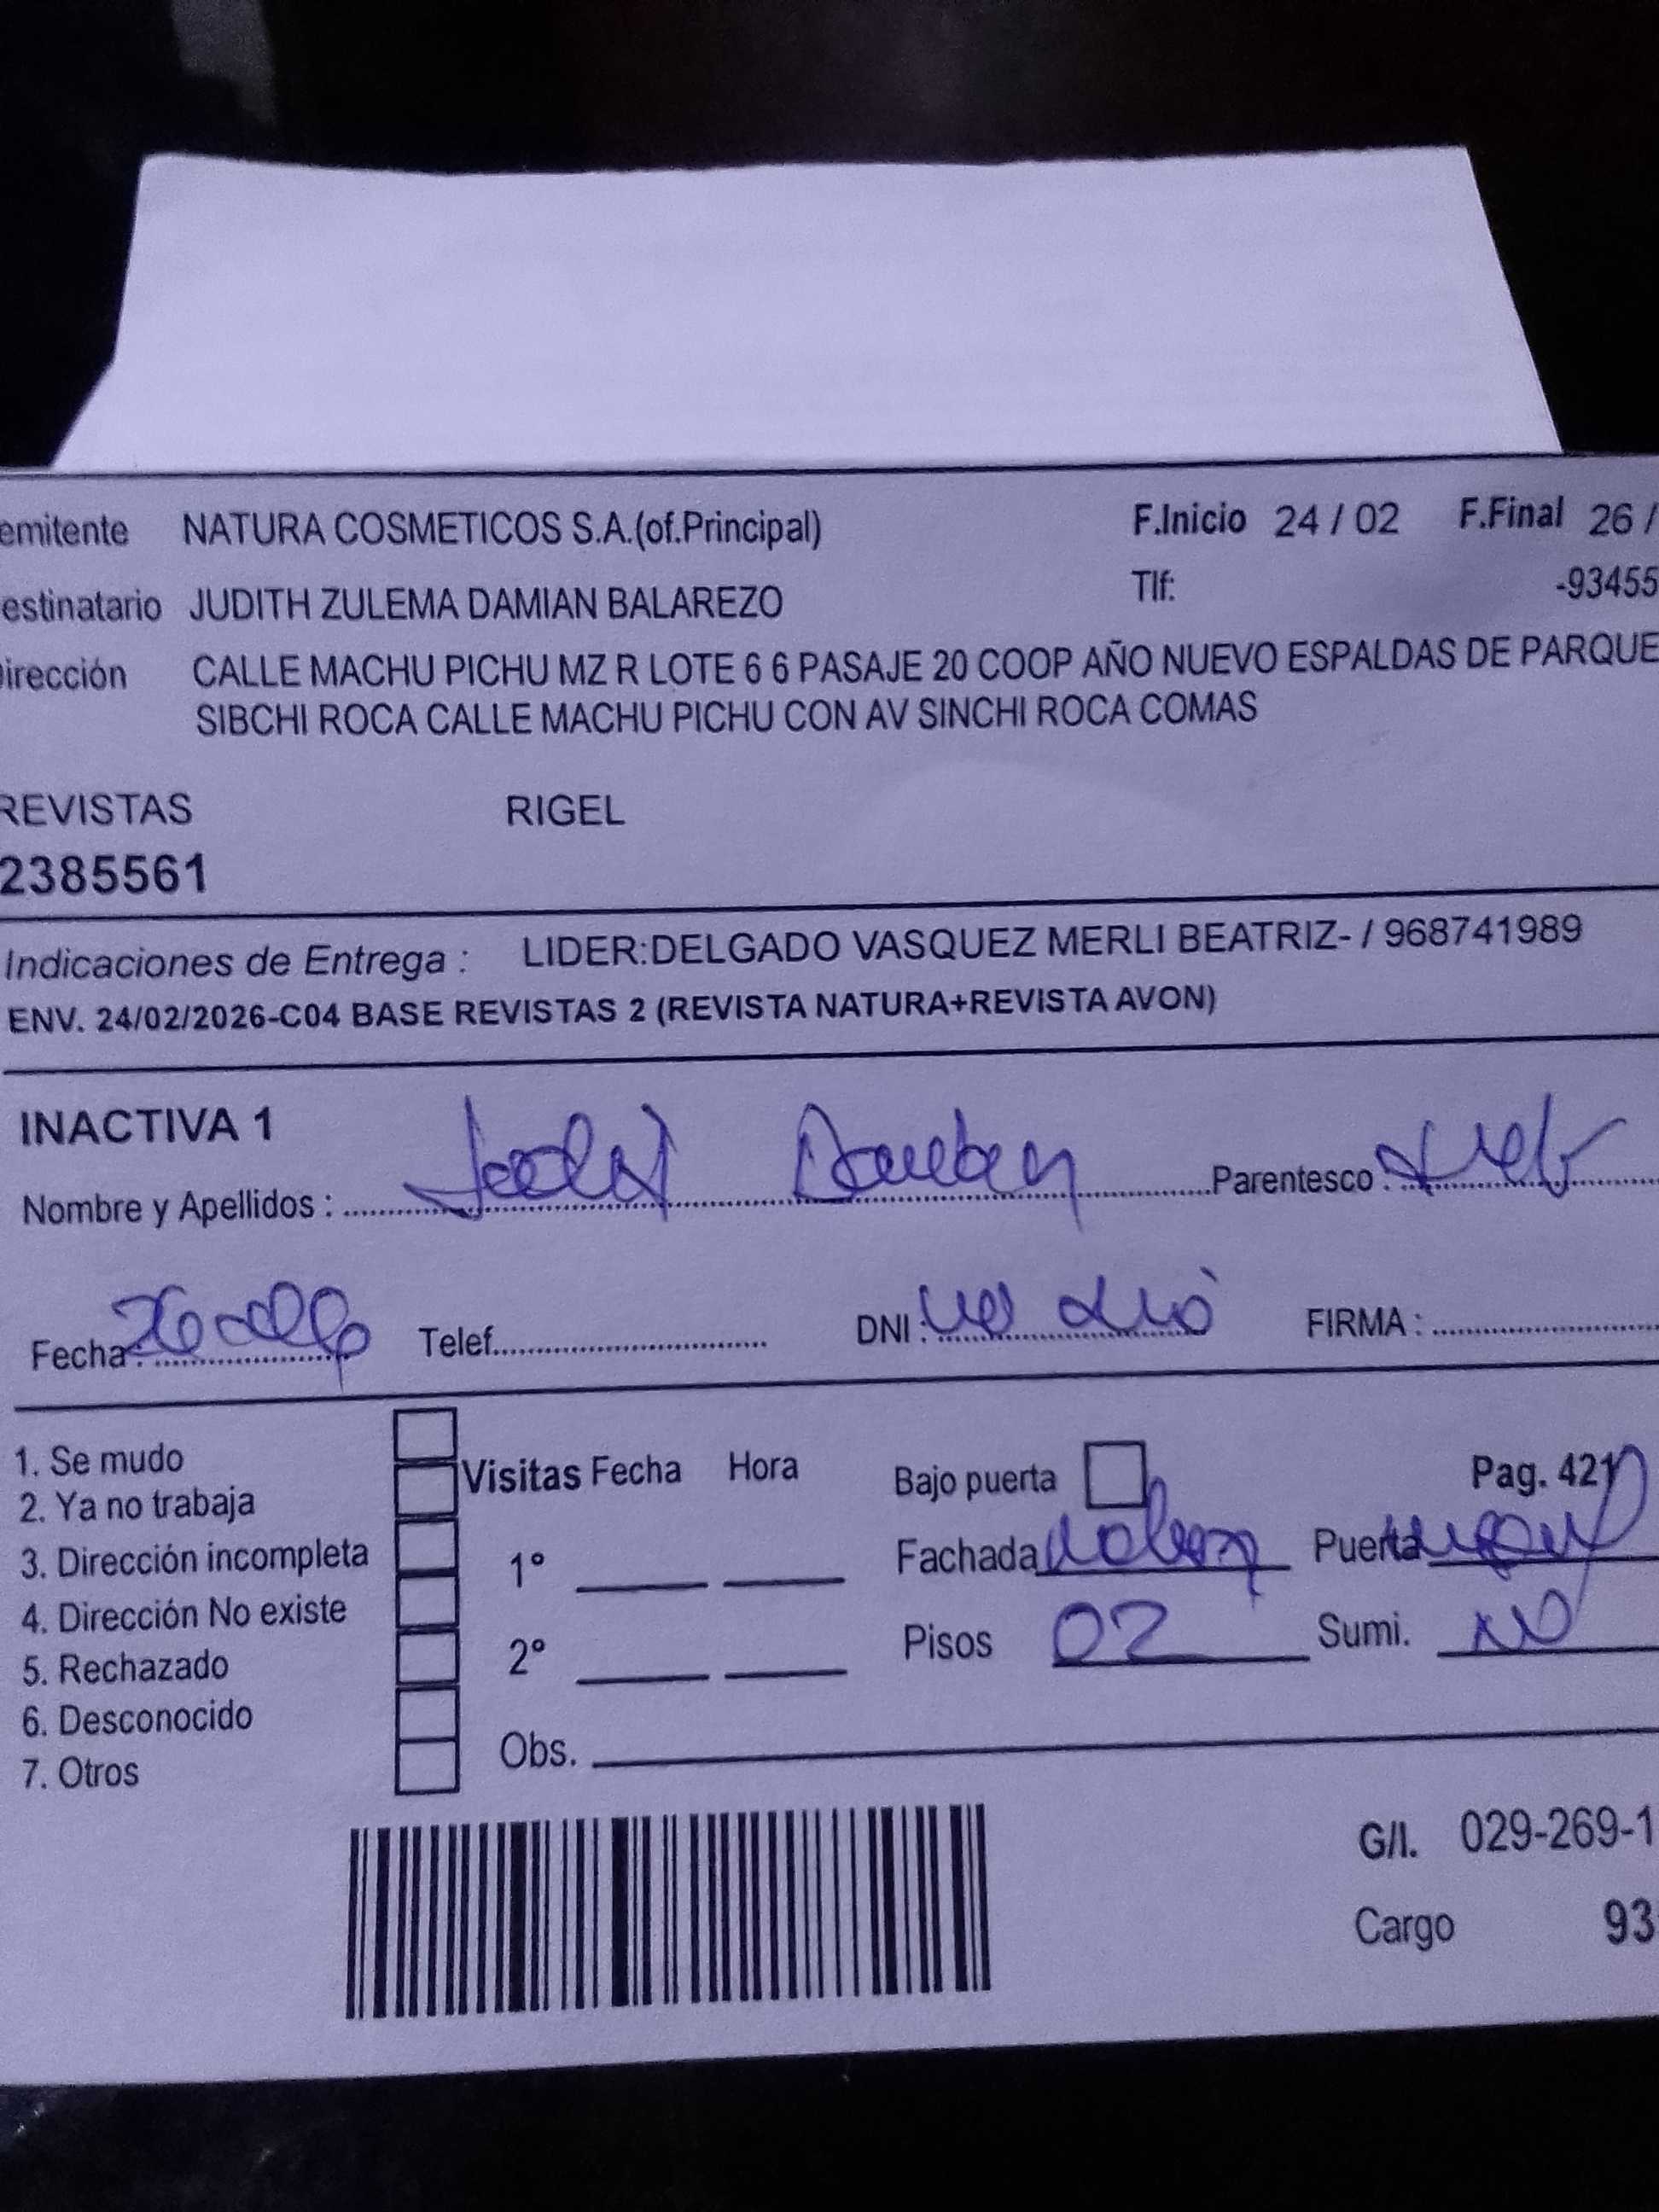 emitente NATURA COSMETICOS S.A.(of.Principal) F.Inicio 24 / 02 F.Final 26 /
estinatario JUDITH ZULEMA DAMIAN BALAREZO Tlf: -93455
irección CALLE MACHU PICHU MZ R LOTE 6 6 PASAJE 20 COOP AÑO NUEVO ESPALDAS DE PARQUE
SIBCHI ROCA CALLE MACHU PICHU CON AV SINCHI ROCA COMAS
REVISTAS RIGEL
2385561
Indicaciones de Entrega : LIDER:DELGADO VASQUEZ MERLI BEATRIZ- / 968741989
ENV. 24/02/2026-C04 BASE REVISTAS 2 (REVISTA NATURA+REVISTA AVON)
INACTIVA 1
Nombre y Apellidos : Parentesco :
Fecha : Telef. DNI : FIRMA :
1. Se mudo
2. Ya no trabaja
3. Dirección incompleta
4. Dirección No existe
5. Rechazado
6. Desconocido
7. Otros
Visitas Fecha Hora
1°
2°
Obs.
Bajo puerta Pag. 421
Fachada Puerta
Pisos 02 Sumi. NO
G/I. 029-269-1
Cargo 93